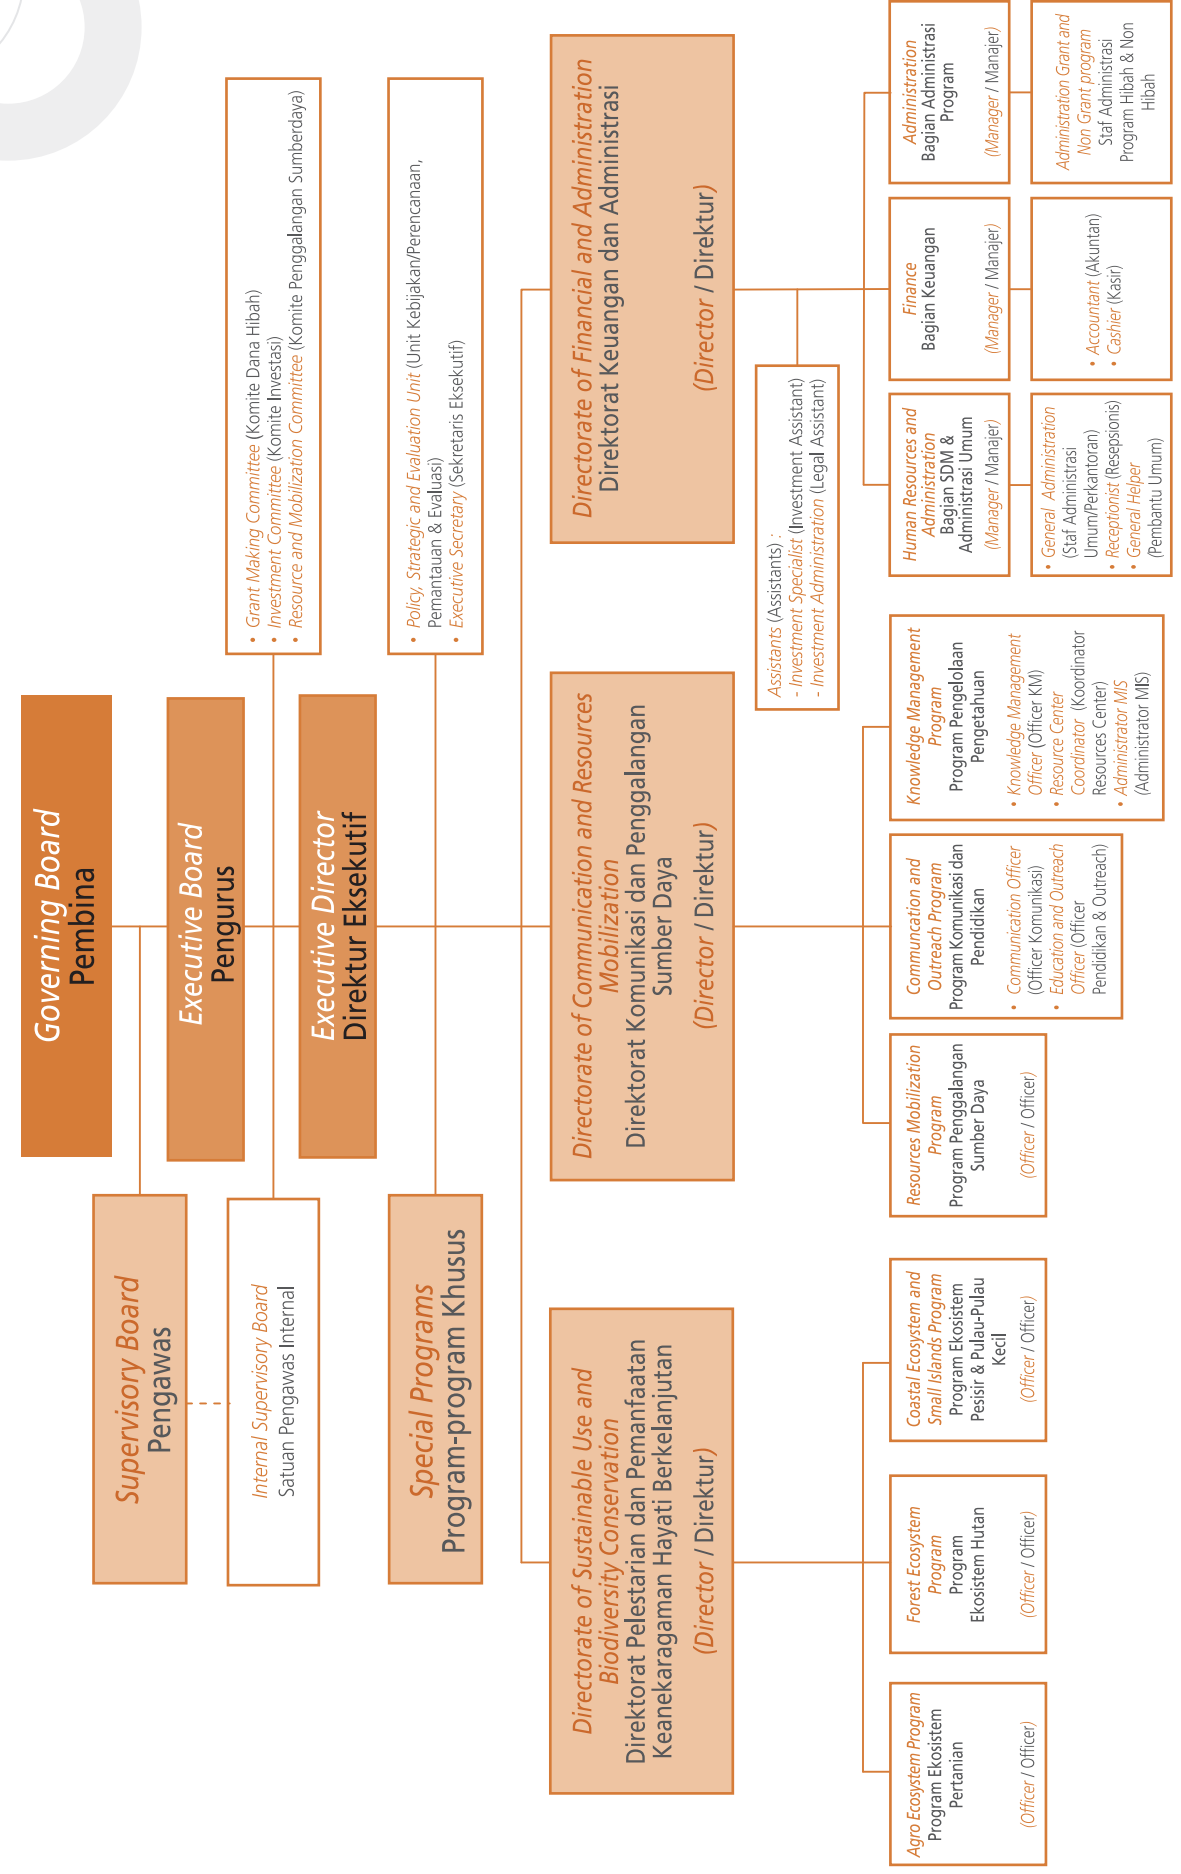 Governing Board
Pembina
Supervisory Board
Pengawas
Executive Board
Pengurus
Internal Supervisory Board
Satuan Pengawas Internal
• Grant Making Committee (Komite Dana Hibah)
• Investment Committee (Komite Investasi)
• Resource and Mobilization Committee (Komite Penggalangan Sumberdaya)
Executive Director
Direktur Eksekutif
Special Programs
Program-program Khusus
• Policy, Strategic and Evaluation Unit (Unit Kebijakan/Perencanaan,
Pemantauan & Evaluasi)
• Executive Secretary (Sekretaris Eksekutif)
Directorate of Sustainable Use and
Biodiversity Conservation
Direktorat Pelestarian dan Pemanfaatan
Keanekaragaman Hayati Berkelanjutan
(Director / Direktur)
Directorate of Communication and Resources
Mobilization
Direktorat Komunikasi dan Penggalangan
Sumber Daya
(Director / Direktur)
Directorate of Financial and Administration
Direktorat Keuangan dan Administrasi
(Director / Direktur)
Assistants (Assistants) :
- Investment Specialist (Investment Assistant)
- Investment Administration (Legal Assistant)
Agro Ecosystem Program
Program Ekosistem
Pertanian
(Officer / Officer)
Forest Ecosystem
Program
Program
Ekosistem Hutan
(Officer / Officer)
Coastal Ecosystem and
Small Islands Program
Program Ekosistem
Pesisir & Pulau-Pulau
Kecil
(Officer / Officer)
Resources Mobilization
Program
Program Penggalangan
Sumber Daya
(Officer / Officer)
Communcation and
Outreach Program
Program Komunikasi dan
Pendidikan
• Communication Officer
(Officer Komunikasi)
• Education and Outreach
Officer (Officer
Pendidikan & Outreach)
Knowledge Management
Program
Program Pengelolaan
Pengetahuan
• Knowledge Management
Officer (Officer KM)
• Resource Center
Coordinator (Koordinator
Resources Center)
• Administrator MIS
(Administrator MIS)
Human Resources and
Administration
Bagian SDM &
Administrasi Umum
(Manager / Manajer)
• General Administration
(Staf Administrasi
Umum/Perkantoran)
• Receptionist (Resepsionis)
• General Helper
(Pembantu Umum)
Finance
Bagian Keuangan
(Manager / Manajer)
• Accountant (Akuntan)
• Cashier (Kasir)
Administration
Bagian Administrasi
Program
(Manager / Manajer)
Administration Grant and
Non Grant program
Staf Administrasi
Program Hibah & Non
Hibah